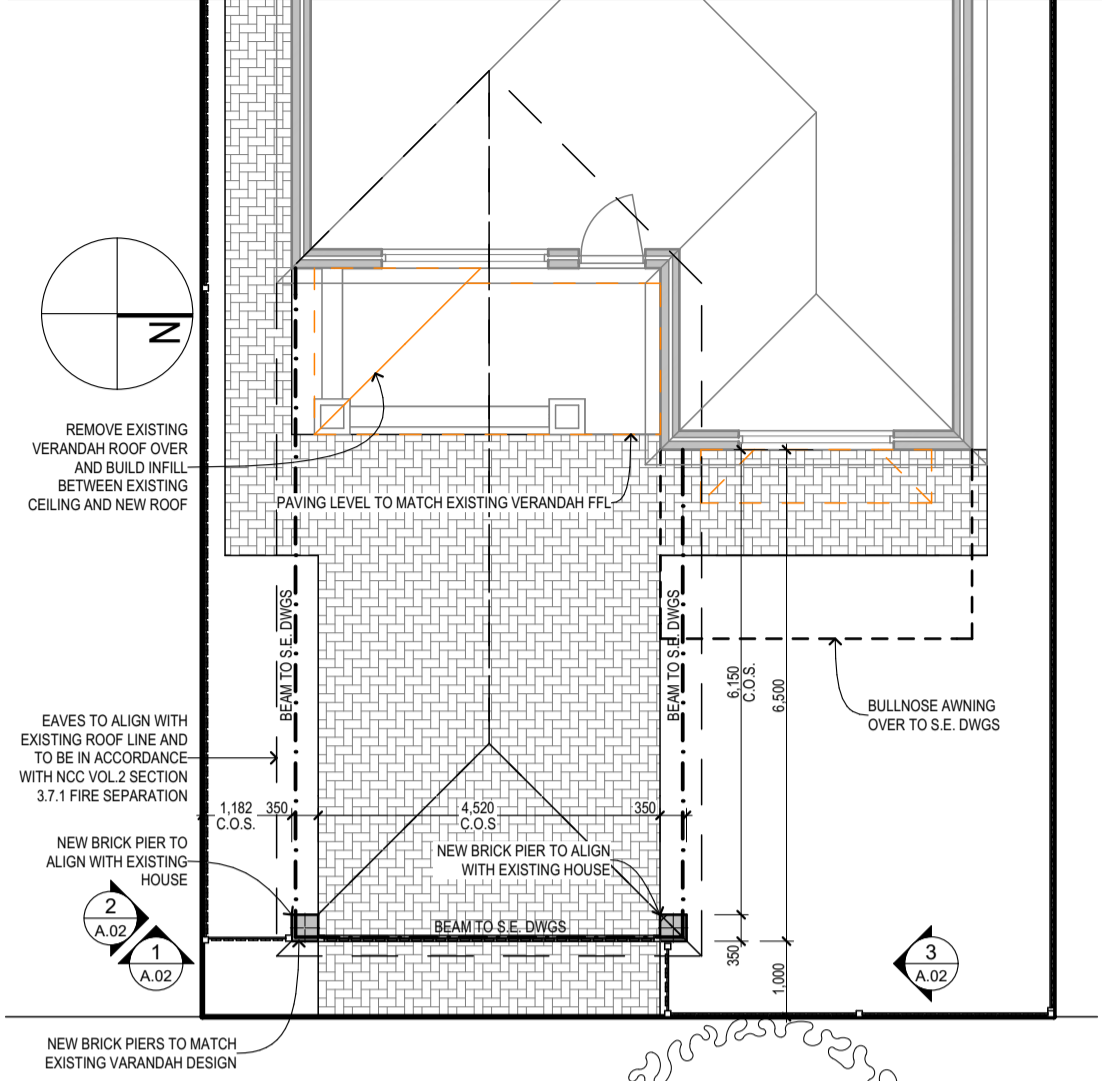 N
REMOVE EXISTING
VERANDAH ROOF OVER
AND BUILD INFILL
BETWEEN EXISTING
CEILING AND NEW ROOF
PAVING LEVEL TO MATCH EXISTING VERANDAH FFL
BEAM TO S.E. DWGS
BEAM TO S.E. DWGS
6,150
C.O.S.
6,500
BULLNOSE AWNING
OVER TO S.E. DWGS
EAVES TO ALIGN WITH
EXISTING ROOF LINE AND
TO BE IN ACCORDANCE
WITH NCC VOL.2 SECTION
3.7.1 FIRE SEPARATION
1,182
C.O.S.
350
4,520
C.O.S
350
NEW BRICK PIER TO
ALIGN WITH EXISTING
HOUSE
NEW BRICK PIER TO ALIGN
WITH EXISTING HOUSE
BEAM TO S.E. DWGS
2
A.02
1
A.02
350
1,000
3
A.02
NEW BRICK PIERS TO MATCH
EXISTING VARANDAH DESIGN